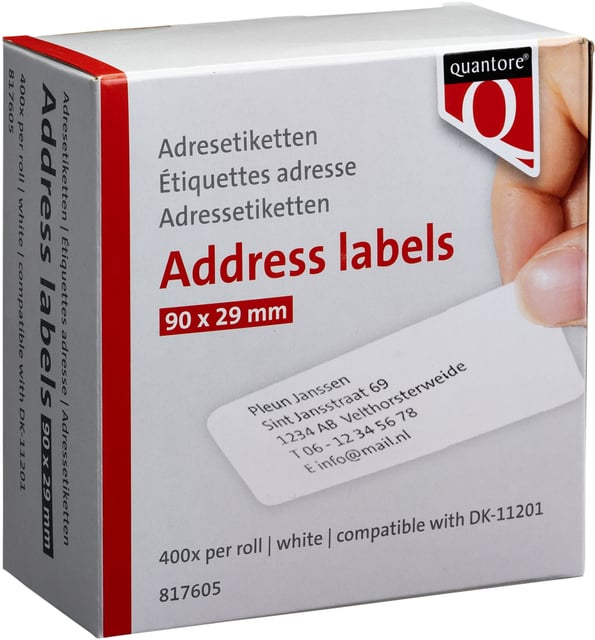 quantore®
Q
Adresetiketten
Étiquettes adresse
Adressetiketten
Address labels
90 x 29 mm
Pleun Janssen
Sint Jansstraat 69
1234 AB Velthorsterweide
T 06 - 12 34 56 78
E info@mail.nl
400x per roll | white | compatible with DK-11201
817605
Adresetiketten | Étiquettes adresse | Adressetiketten
Address labels 90 x 29 mm
400x per roll | white | compatible with DK-11201
817605